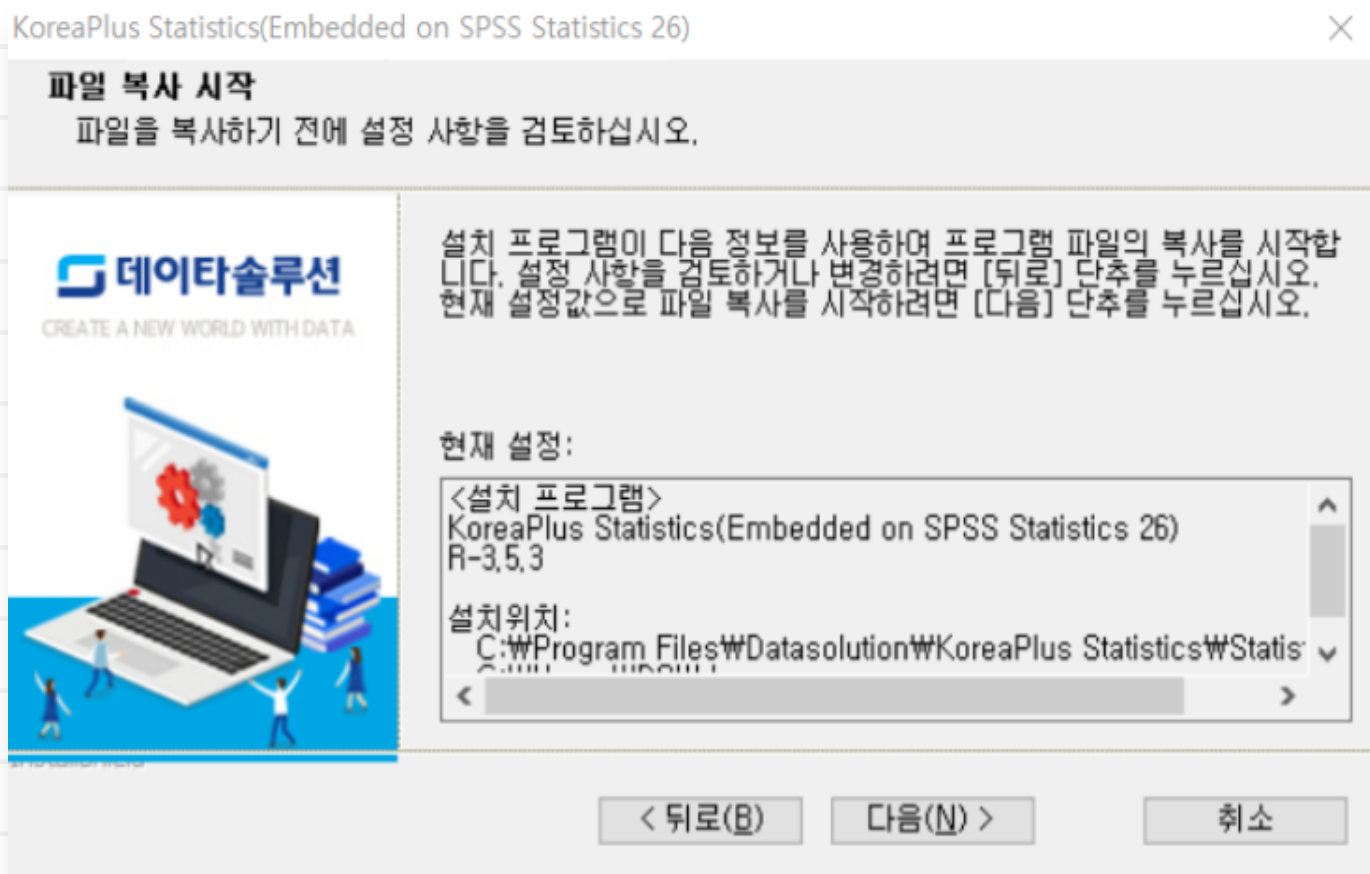 KoreaPlus Statistics(Embedded on SPSS Statistics 26)
파일 복사 시작
파일을 복사하기 전에 설정 사항을 검토하십시오.
데이타솔루션
CREATE A NEW WORLD WITH DATA
설치 프로그램이 다음 정보를 사용하여 프로그램 파일의 복사를 시작합
니다. 설정 사항을 검토하거나 변경하려면 [뒤로] 단추를 누르십시오.
현재 설정값으로 파일 복사를 시작하려면 [다음] 단추를 누르십시오.
현재 설정:
<설치 프로그램>
KoreaPlus Statistics(Embedded on SPSS Statistics 26)
R-3.5.3
설치위치:
C:₩Program Files₩Datasolution₩KoreaPlus Statistics₩Statis
< 뒤로(B)
다음(N) >
취소